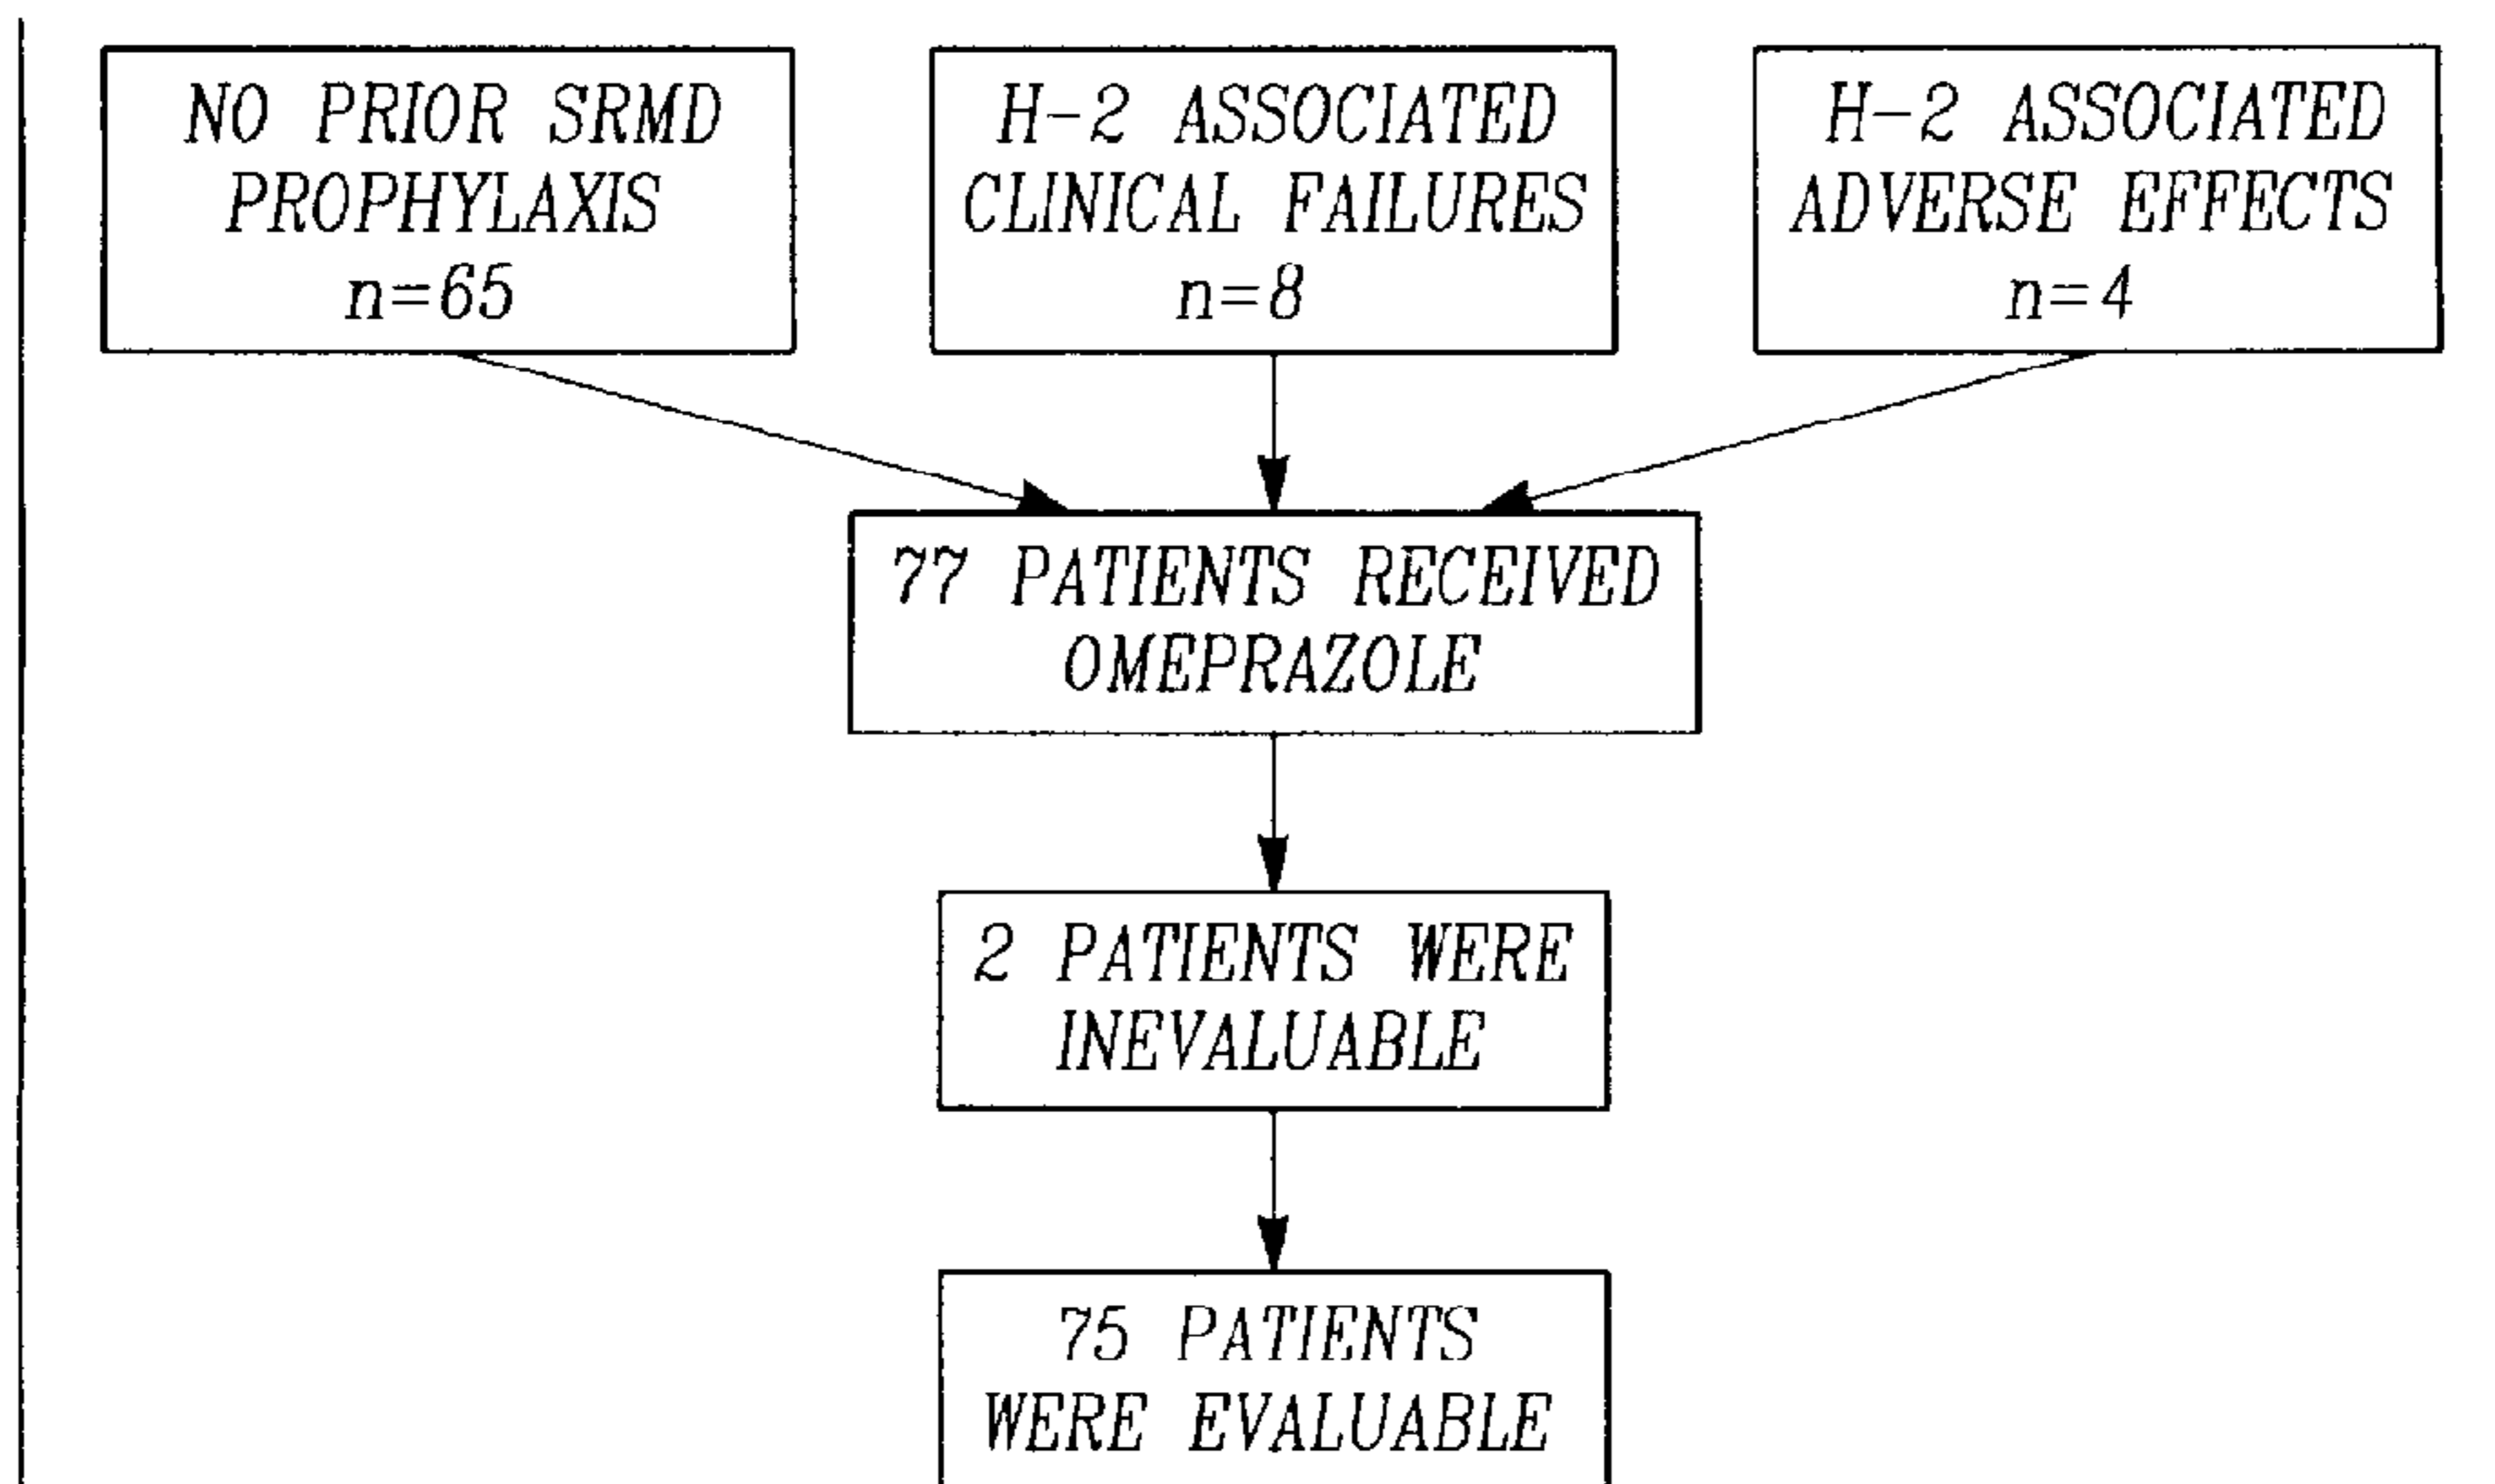 NO PRIOR SRMD
PROPHYLAXIS
n=65
H-2 ASSOCIATED
CLINICAL FAILURES
n=8
H-2 ASSOCIATED
ADVERSE EFFECTS
n=4
77 PATIENTS RECEIVED
OMEPRAZOLE
2 PATIENTS WERE
INEVALUABLE
75 PATIENTS
WERE EVALUABLE